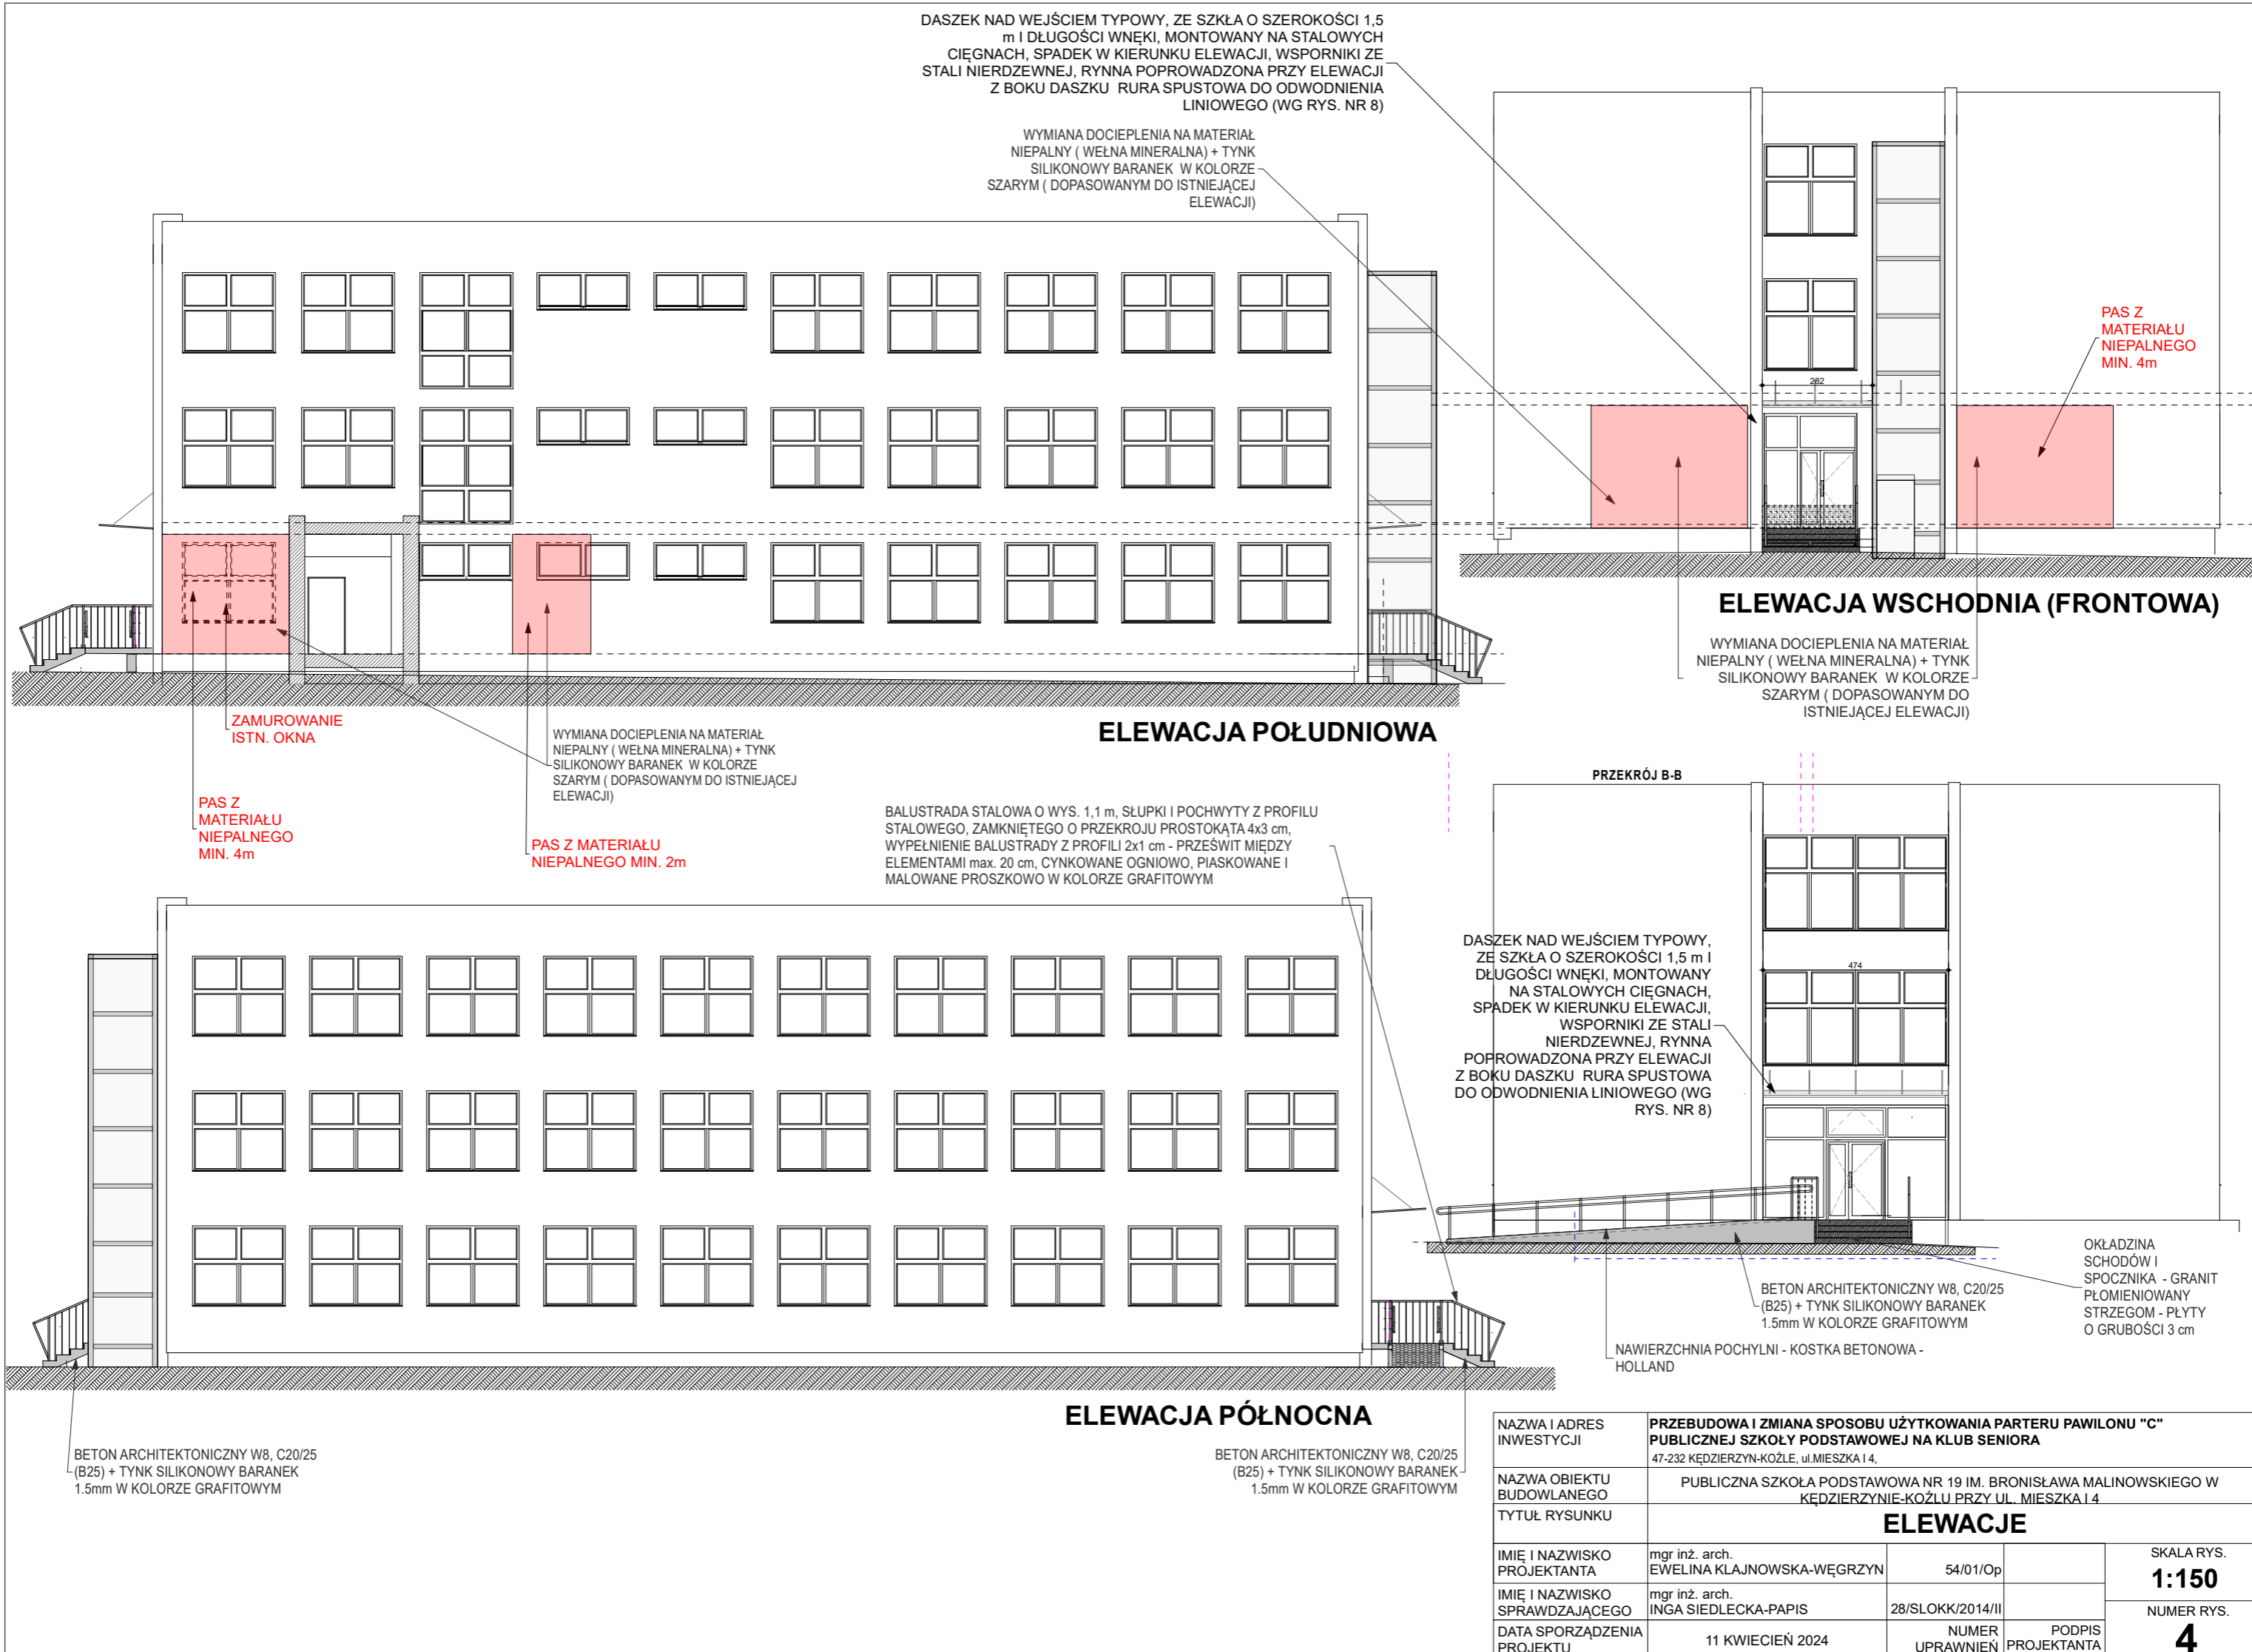 DASZEK NAD WEJŚCIEM TYPOWY, ZE SZKŁA O SZEROKOŚCI 1,5
m I DŁUGOŚCI WNĘKI, MONTOWANY NA STALOWYCH
CIĘGNACH, SPADEK W KIERUNKU ELEWACJI, WSPORNIKI ZE
STALI NIERDZEWNEJ, RYNNA POPROWADZONA PRZY ELEWACJI
Z BOKU DASZKU RURA SPUSTOWA DO ODWODNIENIA
LINIOWEGO (WG RYS. NR 8)
WYMIANA DOCIEPLENIA NA MATERIAŁ
NIEPALNY ( WEŁNA MINERALNA) + TYNK
SILIKONOWY BARANEK W KOLORZE
SZARYM ( DOPASOWANYM DO ISTNIEJĄCEJ
ELEWACJI)
PAS Z
MATERIAŁU
NIEPALNEGO
MIN. 4m
282
ELEWACJA WSCHODNIA (FRONTOWA)
WYMIANA DOCIEPLENIA NA MATERIAŁ
NIEPALNY ( WEŁNA MINERALNA) + TYNK
SILIKONOWY BARANEK W KOLORZE
SZARYM ( DOPASOWANYM DO
ISTNIEJĄCEJ ELEWACJI)
ZAMUROWANIE
ISTN. OKNA
WYMIANA DOCIEPLENIA NA MATERIAŁ
NIEPALNY ( WEŁNA MINERALNA) + TYNK
SILIKONOWY BARANEK W KOLORZE
SZARYM ( DOPASOWANYM DO ISTNIEJĄCEJ
ELEWACJI)
ELEWACJA POŁUDNIOWA
PAS Z
MATERIAŁU
NIEPALNEGO
MIN. 4m
PAS Z MATERIAŁU
NIEPALNEGO MIN. 2m
BALUSTRADA STALOWA O WYS. 1,1 m, SŁUPKI I POCHWYTY Z PROFILU
STALOWEGO, ZAMKNIĘTEGO O PRZEKROJU PROSTOKĄTA 4x3 cm,
WYPEŁNIENIE BALUSTRADY Z PROFILI 2x1 cm - PRZEŚWIT MIĘDZY
ELEMENTAMI max. 20 cm, CYNKOWANE OGNIOWO, PIASKOWANE I
MALOWANE PROSZKOWO W KOLORZE GRAFITOWYM
PRZEKRÓJ B-B
DASZEK NAD WEJŚCIEM TYPOWY,
ZE SZKŁA O SZEROKOŚCI 1,5 m I
DŁUGOŚCI WNĘKI, MONTOWANY
NA STALOWYCH CIĘGNACH,
SPADEK W KIERUNKU ELEWACJI,
WSPORNIKI ZE STALI
NIERDZEWNEJ, RYNNA
POPROWADZONA PRZY ELEWACJI
Z BOKU DASZKU RURA SPUSTOWA
DO ODWODNIENIA LINIOWEGO (WG
RYS. NR 8)
474
OKŁADZINA
SCHODÓW I
SPOCZNIKA - GRANIT
PŁOMIENIOWANY
STRZEGOM - PŁYTY
O GRUBOŚCI 3 cm
BETON ARCHITEKTONICZNY W8, C20/25
(B25) + TYNK SILIKONOWY BARANEK
1.5mm W KOLORZE GRAFITOWYM
NAWIERZCHNIA POCHYLNI - KOSTKA BETONOWA -
HOLLAND
ELEWACJA PÓŁNOCNA
BETON ARCHITEKTONICZNY W8, C20/25
(B25) + TYNK SILIKONOWY BARANEK
1.5mm W KOLORZE GRAFITOWYM
BETON ARCHITEKTONICZNY W8, C20/25
(B25) + TYNK SILIKONOWY BARANEK
1.5mm W KOLORZE GRAFITOWYM
NAZWA I ADRES
INWESTYCJI
PRZEBUDOWA I ZMIANA SPOSOBU UŻYTKOWANIA PARTERU PAWILONU "C"
PUBLICZNEJ SZKOŁY PODSTAWOWEJ NA KLUB SENIORA
47-232 KĘDZIERZYN-KOŹLE, ul.MIESZKA I 4,
NAZWA OBIEKTU
BUDOWLANEGO
PUBLICZNA SZKOŁA PODSTAWOWA NR 19 IM. BRONISŁAWA MALINOWSKIEGO W
KĘDZIERZYNIE-KOŹLU PRZY UL. MIESZKA I 4
TYTUŁ RYSUNKU
ELEWACJE
IMIĘ I NAZWISKO
PROJEKTANTA
mgr inż. arch.
EWELINA KLAJNOWSKA-WĘGRZYN
54/01/Op
SKALA RYS.
1:150
IMIĘ I NAZWISKO
SPRAWDZAJĄCEGO
mgr inż. arch.
INGA SIEDLECKA-PAPIS
28/SLOKK/2014/II
NUMER RYS.
4
DATA SPORZĄDZENIA
PROJEKTU
11 KWIECIEŃ 2024
NUMER
UPRAWNIEŃ
PODPIS
PROJEKTANTA